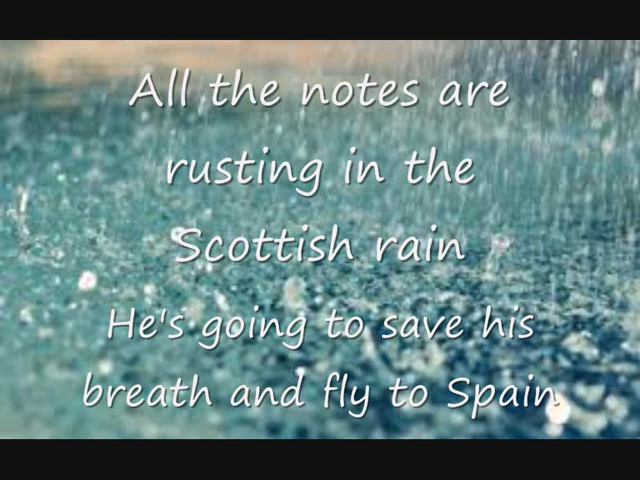 All the notes are
rusting in the
Scottish rain
He's going to save his
breath and fly to Spain